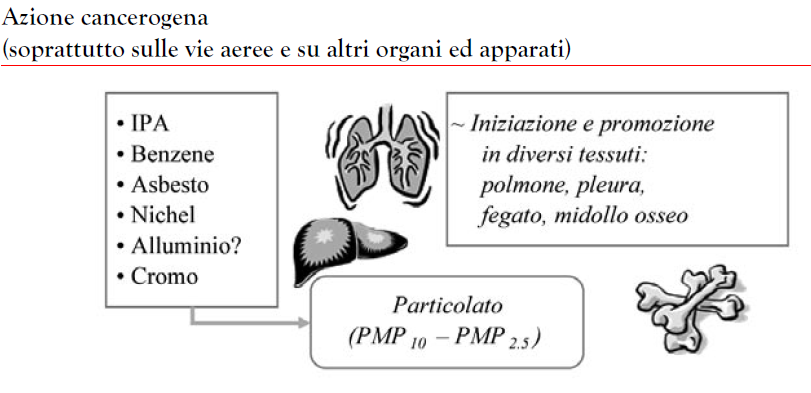 Azione cancerogena
(soprattutto sulle vie aeree e su altri organi ed apparati)
• IPA
• Benzene
• Asbesto
• Nichel
• Alluminio?
• Cromo
~ Iniziazione e promozione
in diversi tessuti:
polmone, pleura,
fegato, midollo osseo
Particolato
(PMP 10 – PMP 2.5 )